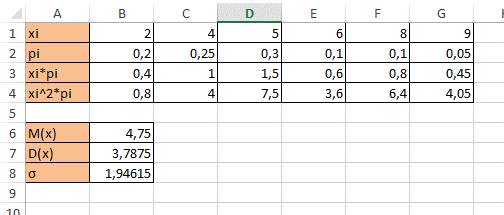 A B C D E F G
1 xi 2 4 5 6 8 9
2 pi 0,2 0,25 0,3 0,1 0,1 0,05
3 xi*pi 0,4 1 1,5 0,6 0,8 0,45
4 xi^2*pi 0,8 4 7,5 3,6 6,4 4,05
5
6 M(x) 4,75
7 D(x) 3,7875
8 σ 1,94615
9
10